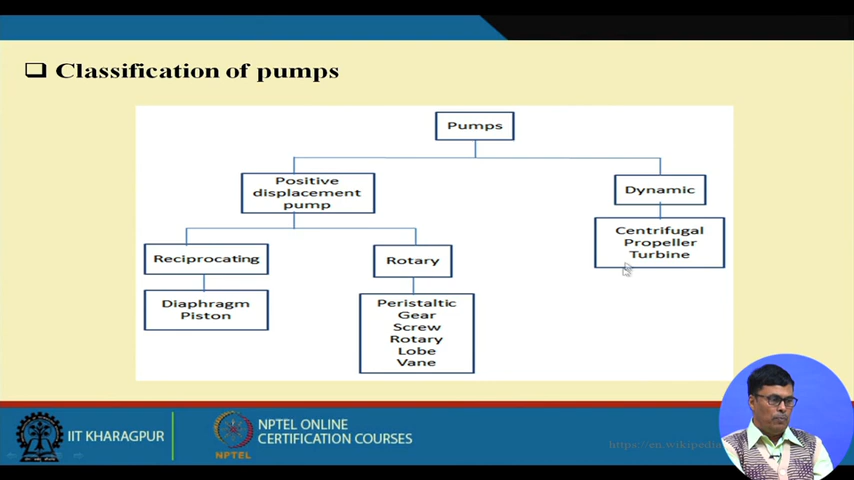 Classification of pumps
Pumps
Positive
displacement
pump
Dynamic
Centrifugal
Propeller
Turbine
Reciprocating
Rotary
Diaphragm
Piston
Peristaltic
Gear
Screw
Rotary
Lobe
Vane
IIT KHARAGPUR
NPTEL
NPTEL ONLINE
CERTIFICATION COURSES
https://en.wikipedia